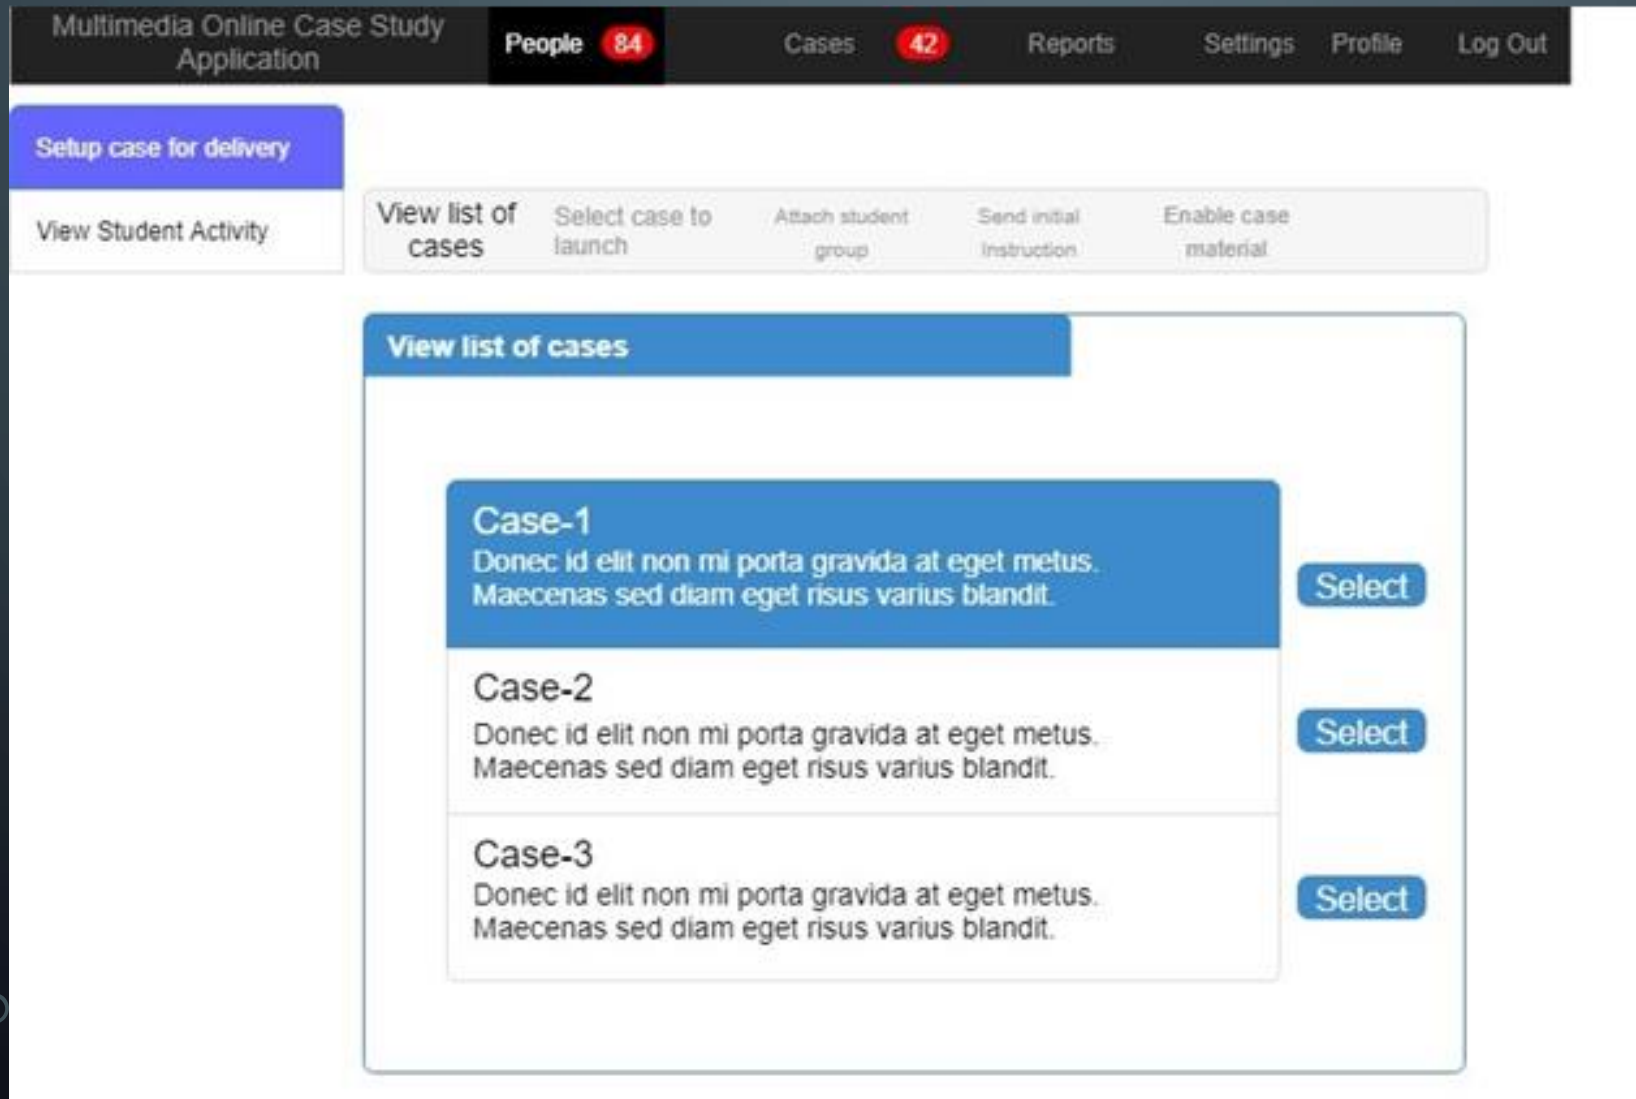 Multimedia Online Case Study
Application
People 84
Cases 42
Reports
Settings
Profile
Log Out
Setup case for delivery
View Student Activity
View list of
cases
Select case to
launch
Attach student
group
Send initial
Instruction
Enable case
material
View list of cases
Case-1
Donec id elit non mi porta gravida at eget metus.
Maecenas sed diam eget risus varius blandit.
Select
Case-2
Donec id elit non mi porta gravida at eget metus.
Maecenas sed diam eget risus varius blandit.
Select
Case-3
Donec id elit non mi porta gravida at eget metus.
Maecenas sed diam eget risus varius blandit.
Select